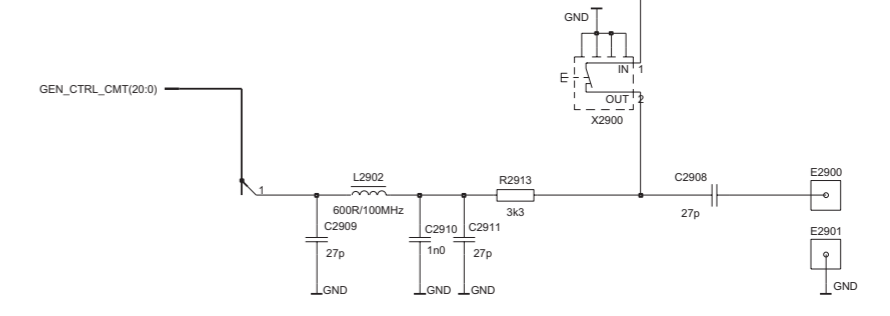 GND
IN 1
E
OUT 2
X2900
GEN_CTRL_CMT(20:0)
1
L2902
600R/100MHz
R2913
3k3
C2908
27p
E2900
C2909
27p
C2910
1n0
C2911
27p
E2901
GND
GND
GND
GND